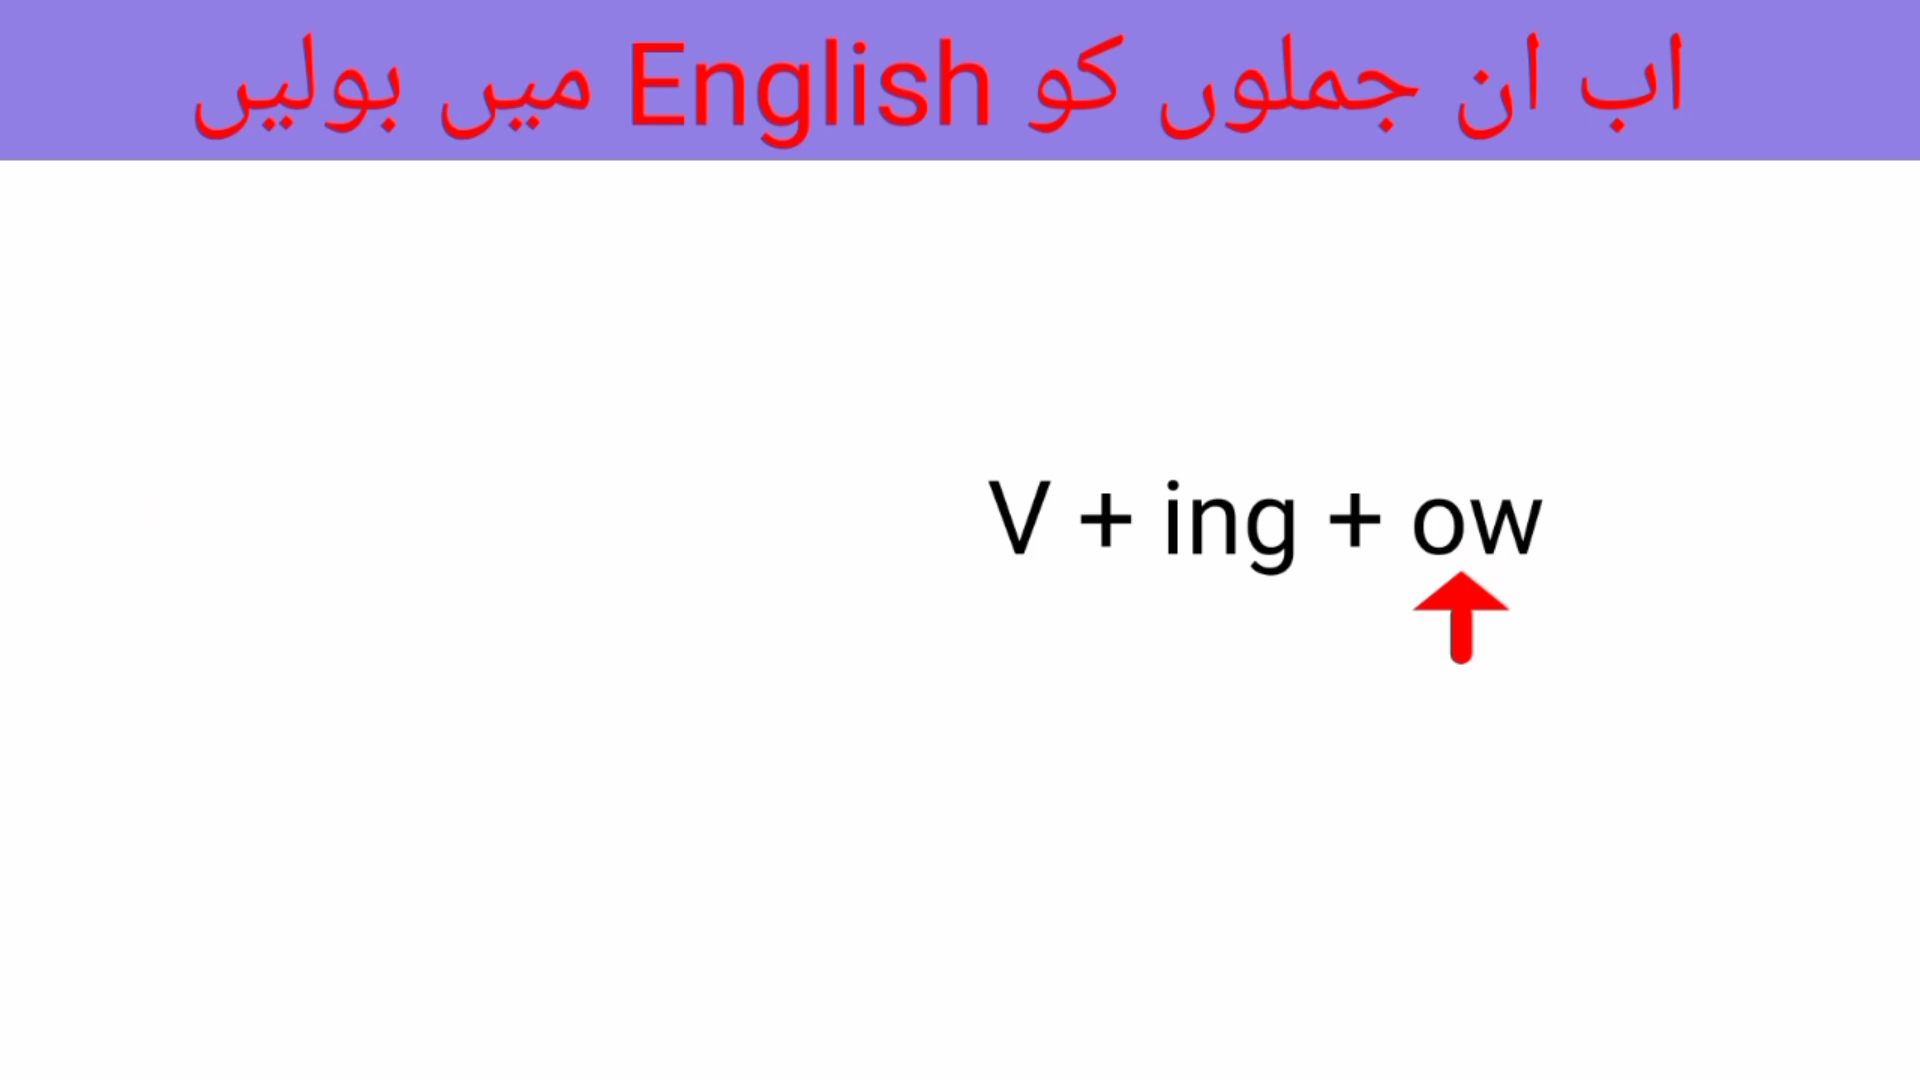 اب ان جملوں کو English میں بولیں
V + ing + ow